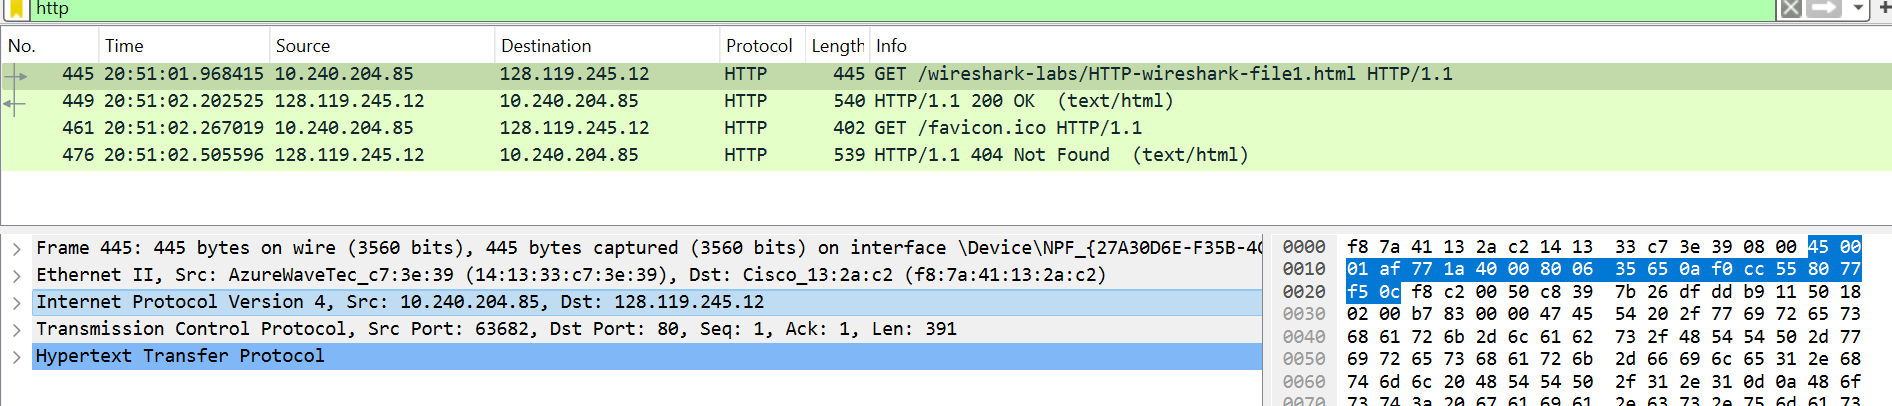 http
No. Time Source Destination Protocol Length Info
445 20:51:01.968415 10.240.204.85 128.119.245.12 HTTP 445 GET /wireshark-labs/HTTP-wireshark-file1.html HTTP/1.1
449 20:51:02.202525 128.119.245.12 10.240.204.85 HTTP 540 HTTP/1.1 200 OK (text/html)
461 20:51:02.267019 10.240.204.85 128.119.245.12 HTTP 402 GET /favicon.ico HTTP/1.1
476 20:51:02.505596 128.119.245.12 10.240.204.85 HTTP 539 HTTP/1.1 404 Not Found (text/html)
Frame 445: 445 bytes on wire (3560 bits), 445 bytes captured (3560 bits) on interface \Device\NPF_{27A30D6E-F35B-4
Ethernet II, Src: AzureWaveTec_c7:3e:39 (14:13:33:c7:3e:39), Dst: Cisco_13:2a:c2 (f8:7a:41:13:2a:c2)
Internet Protocol Version 4, Src: 10.240.204.85, Dst: 128.119.245.12
Transmission Control Protocol, Src Port: 63682, Dst Port: 80, Seq: 1, Ack: 1, Len: 391
Hypertext Transfer Protocol
0000 f8 7a 41 13 2a c2 14 13 33 c7 3e 39 08 00 45 00
0010 01 af 77 1a 40 00 80 06 35 65 0a f0 cc 55 80 77
0020 f5 0c f8 c2 00 50 c8 39 7b 26 df dd b9 11 50 18
0030 02 00 b7 83 00 00 47 45 54 20 2f 77 69 72 65 73
0040 68 61 72 6b 2d 6c 61 62 73 2f 48 54 54 50 2d 77
0050 69 72 65 73 68 61 72 6b 2d 66 69 6c 65 31 2e 68
0060 74 6d 6c 20 48 54 54 50 2f 31 2e 31 0d 0a 48 6f
0070 73 74 3a 20 67 61 69 61 2e 63 73 2e 75 6d 61 73